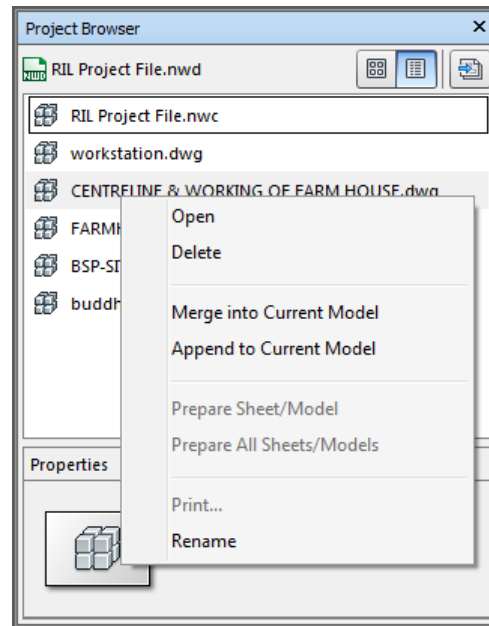 Project Browser
RIL Project File.nwd
RIL Project File.nwc
workstation.dwg
CENTRELINE & WORKING OF FARM HOUSE.dwg
Open
FARMH
Delete
BSP-SI
buddh
Merge into Current Model
Append to Current Model
Prepare Sheet/Model
Prepare All Sheets/Models
Properties
Print...
Rename